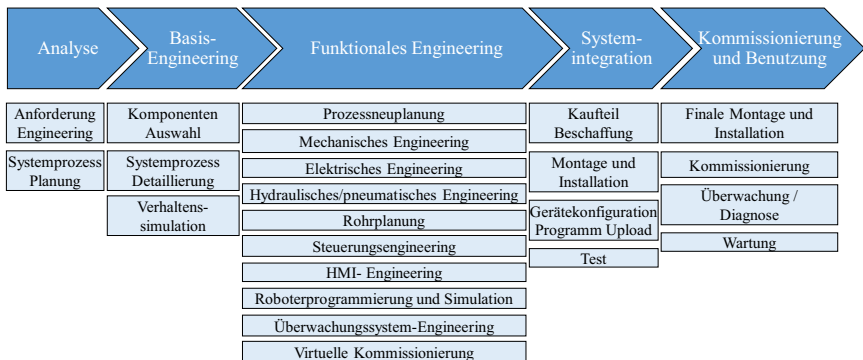 Analyse
Basis-
Engineering
Funktionales Engineering
System-
integration
Kommissionierung
und Benutzung
Anforderung
Engineering
Systemprozess
Planung
Komponenten
Auswahl
Systemprozess
Detaillierung
Verhaltens-
simulation
Prozessneuplanung
Mechanisches Engineering
Elektrisches Engineering
Hydraulisches/pneumatisches Engineering
Rohrplanung
Steuerungsengineering
HMI- Engineering
Roboterprogrammierung und Simulation
Überwachungssystem-Engineering
Virtuelle Kommissionierung
Kaufteil
Beschaffung
Montage und
Installation
Gerätekonfiguration
Programm Upload
Test
Finale Montage und
Installation
Kommissionierung
Überwachung /
Diagnose
Wartung